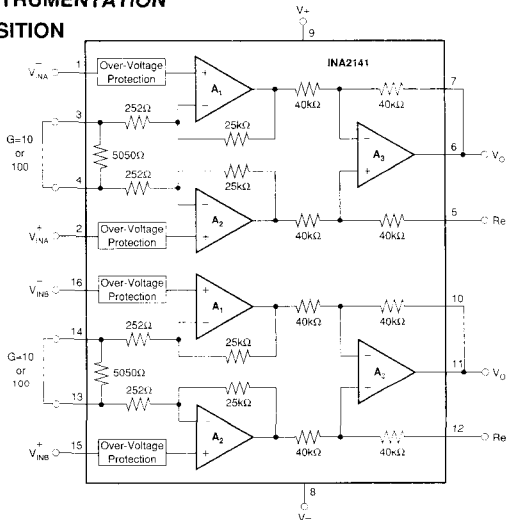 STRUMENTATION
SITION
V+
9
INA2141
V−INA
1
Over-Voltage
Protection
+
A1
−
7
40kΩ
40kΩ
3
252Ω
25kΩ
G=10
or
100
5050Ω
−
A3
+
6
VO
4
252Ω
25kΩ
−
A2
+
5
Re
40kΩ
40kΩ
V+INA
2
Over-Voltage
Protection
V−INB
16
Over-Voltage
Protection
+
A1
−
10
40kΩ
40kΩ
14
252Ω
25kΩ
G=10
or
100
5050Ω
−
11
VO
13
252Ω
25kΩ
−
A2
+
12
Re
40kΩ
40kΩ
V+INB
15
Over-Voltage
Protection
8
V−